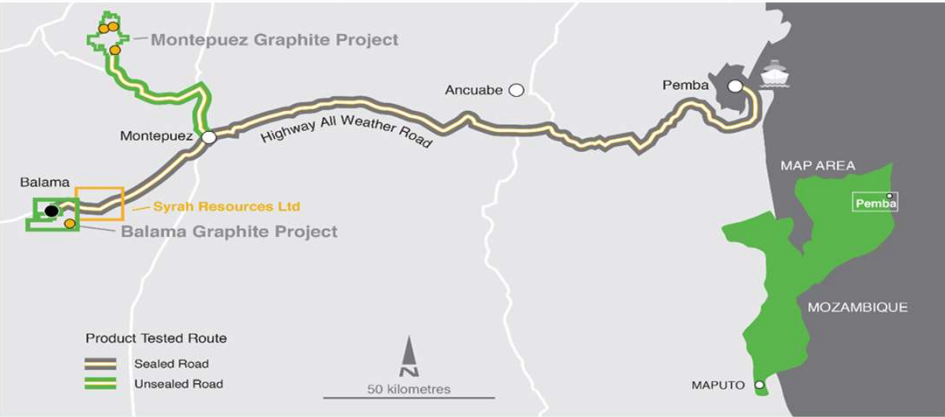 Montepuez Graphite Project
Ancuabe
Pemba
Highway All Weather Road
Montepuez
MAP AREA
Balama
Syrah Resources Ltd
Pemba
Balama Graphite Project
MOZAMBIQUE
Product Tested Route
Sealed Road
Unsealed Road
N
50 kilometres
MAPUTO